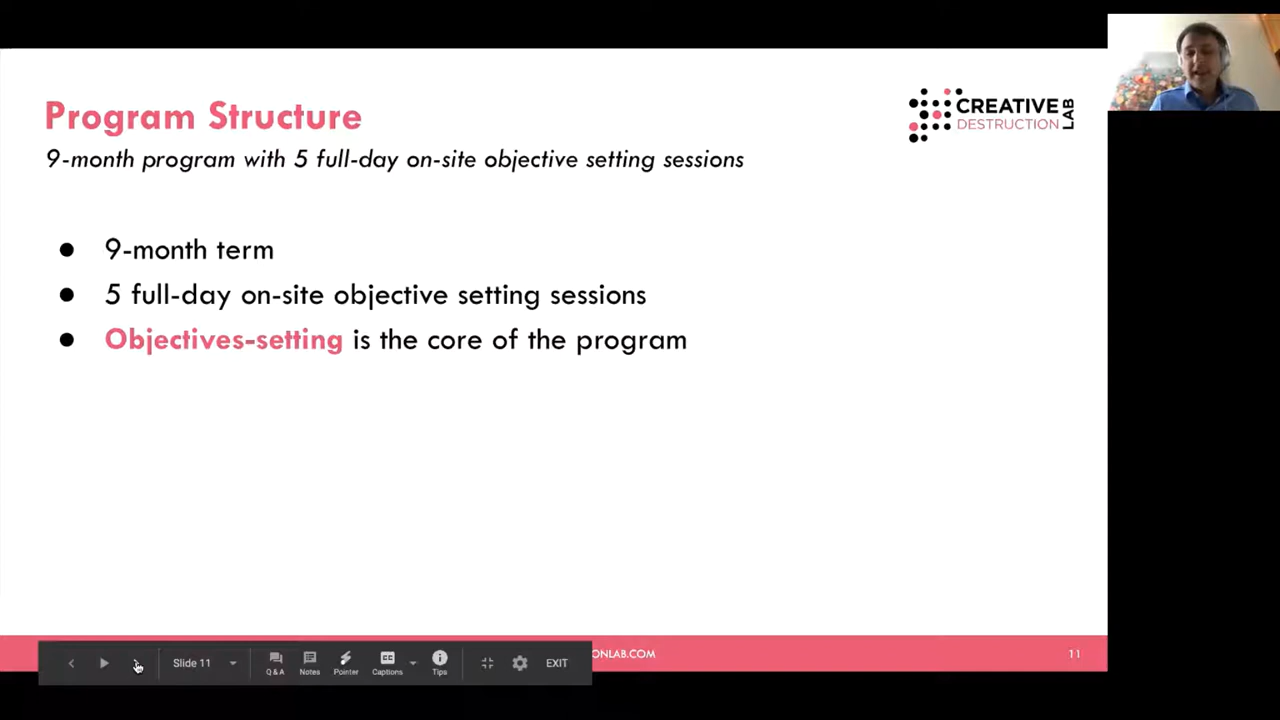 Program Structure
9-month program with 5 full-day on-site objective setting sessions
CREATIVE
DESTRUCTION
LAB
● 9-month term
● 5 full-day on-site objective setting sessions
● Objectives-setting is the core of the program
ONLAB.COM
11
Slide 11
Q & A
Notes
Pointer
Captions
CC
Tips
EXIT